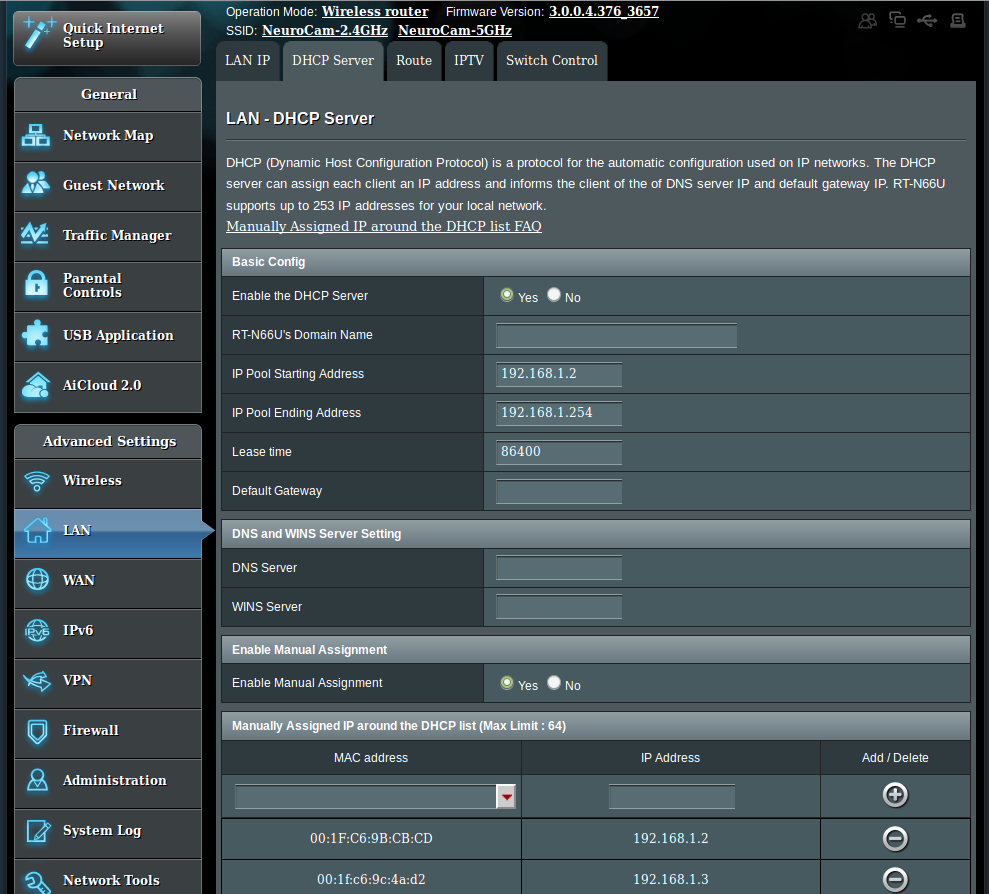 Operation Mode: Wireless router Firmware Version: 3.0.0.4.376_3657
SSID: NeuroCam-2.4GHz NeuroCam-5GHz
Quick Internet
Setup
General
Network Map
Guest Network
Traffic Manager
Parental
Controls
USB Application
AiCloud 2.0
Advanced Settings
Wireless
LAN
WAN
IPv6
IPv6
VPN
Firewall
Administration
System Log
Network Tools
LAN IP DHCP Server Route IPTV Switch Control
LAN - DHCP Server
DHCP (Dynamic Host Configuration Protocol) is a protocol for the automatic configuration used on IP networks. The DHCP
server can assign each client an IP address and informs the client of the of DNS server IP and default gateway IP. RT-N66U
supports up to 253 IP addresses for your local network.
Manually Assigned IP around the DHCP list FAQ
Basic Config
Enable the DHCP Server Yes No
RT-N66U's Domain Name
IP Pool Starting Address 192.168.1.2
IP Pool Ending Address 192.168.1.254
Lease time 86400
Default Gateway
DNS and WINS Server Setting
DNS Server
WINS Server
Enable Manual Assignment
Enable Manual Assignment Yes No
Manually Assigned IP around the DHCP list (Max Limit : 64)
MAC address IP Address Add / Delete
00:1F:C6:9B:CB:CD 192.168.1.2
00:1f:c6:9c:4a:d2 192.168.1.3